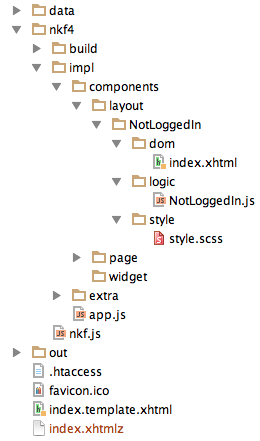 data
nkf4
build
impl
components
layout
NotLoggedIn
dom
index.xhtml
logic
NotLoggedIn.js
style
style.scss
page
widget
extra
app.js
nkf.js
out
.htaccess
favicon.ico
index.template.xhtml
index.xhtmlz